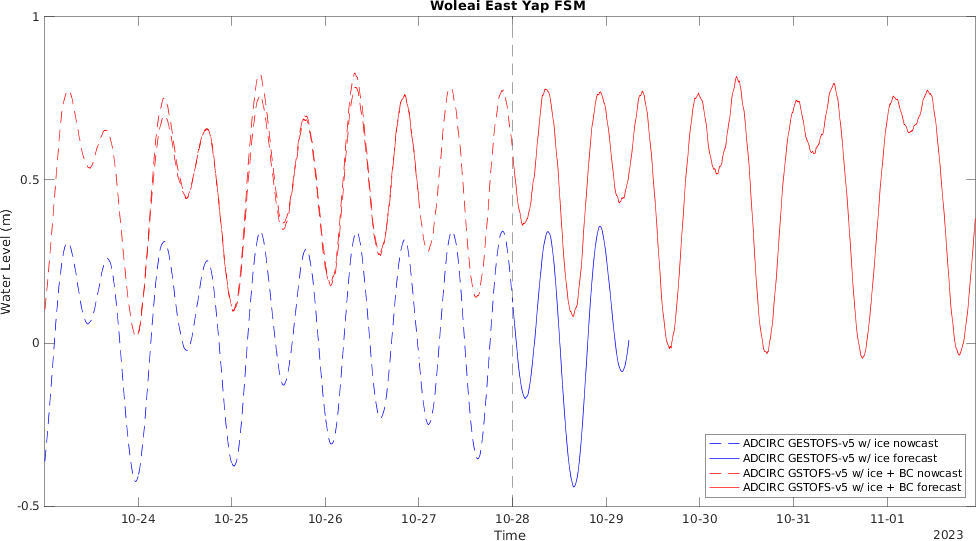 Woleai East Yap FSM
1
0.5
0
-0.5
Water Level (m)
10-24
10-25
10-26
10-27
10-28
10-29
10-30
10-31
11-01
Time
2023
ADCIRC GESTOFS-v5 w/ ice nowcast
ADCIRC GESTOFS-v5 w/ ice forecast
ADCIRC GSTOFS-v5 w/ ice + BC nowcast
ADCIRC GSTOFS-v5 w/ ice + BC forecast